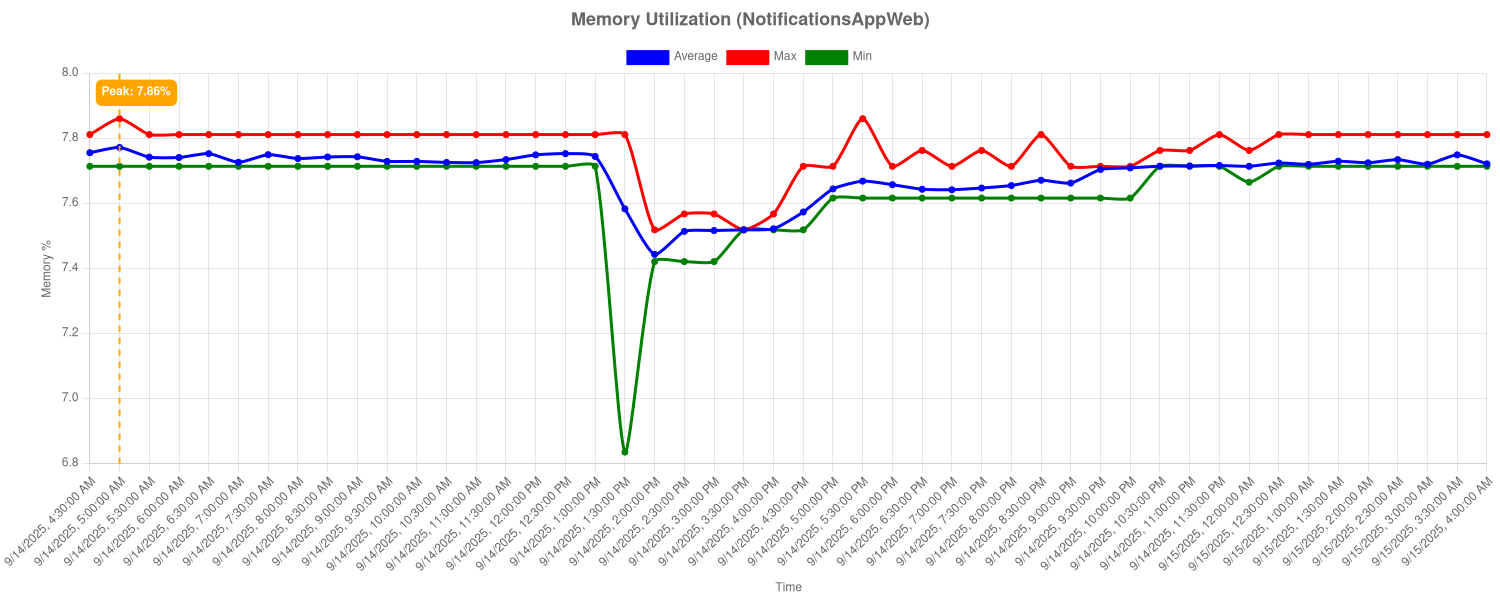 Memory Utilization (NotificationsAppWeb)
Average Max Min
8.0
Peak: 7.86%
7.8
7.6
7.4
7.2
7.0
6.8
Memory %
9/14/2025, 4:30:00 AM
9/14/2025, 5:00:00 AM
9/14/2025, 5:30:00 AM
9/14/2025, 6:00:00 AM
9/14/2025, 6:30:00 AM
9/14/2025, 7:00:00 AM
9/14/2025, 7:30:00 AM
9/14/2025, 8:00:00 AM
9/14/2025, 8:30:00 AM
9/14/2025, 9:00:00 AM
9/14/2025, 9:30:00 AM
9/14/2025, 10:00:00 AM
9/14/2025, 10:30:00 AM
9/14/2025, 11:00:00 AM
9/14/2025, 11:30:00 AM
9/14/2025, 12:00:00 PM
9/14/2025, 12:30:00 PM
9/14/2025, 1:00:00 PM
9/14/2025, 1:30:00 PM
9/14/2025, 2:00:00 PM
9/14/2025, 2:30:00 PM
9/14/2025, 3:00:00 PM
9/14/2025, 3:30:00 PM
9/14/2025, 4:00:00 PM
9/14/2025, 4:30:00 PM
9/14/2025, 5:00:00 PM
9/14/2025, 5:30:00 PM
9/14/2025, 6:00:00 PM
9/14/2025, 6:30:00 PM
9/14/2025, 7:00:00 PM
9/14/2025, 7:30:00 PM
9/14/2025, 8:00:00 PM
9/14/2025, 8:30:00 PM
9/14/2025, 9:00:00 PM
9/14/2025, 9:30:00 PM
9/14/2025, 10:00:00 PM
9/14/2025, 10:30:00 PM
9/14/2025, 11:00:00 PM
9/14/2025, 11:30:00 PM
9/15/2025, 12:00:00 AM
9/15/2025, 12:30:00 AM
9/15/2025, 1:00:00 AM
9/15/2025, 1:30:00 AM
9/15/2025, 2:00:00 AM
9/15/2025, 2:30:00 AM
9/15/2025, 3:00:00 AM
9/15/2025, 3:30:00 AM
9/15/2025, 4:00:00 AM
Time